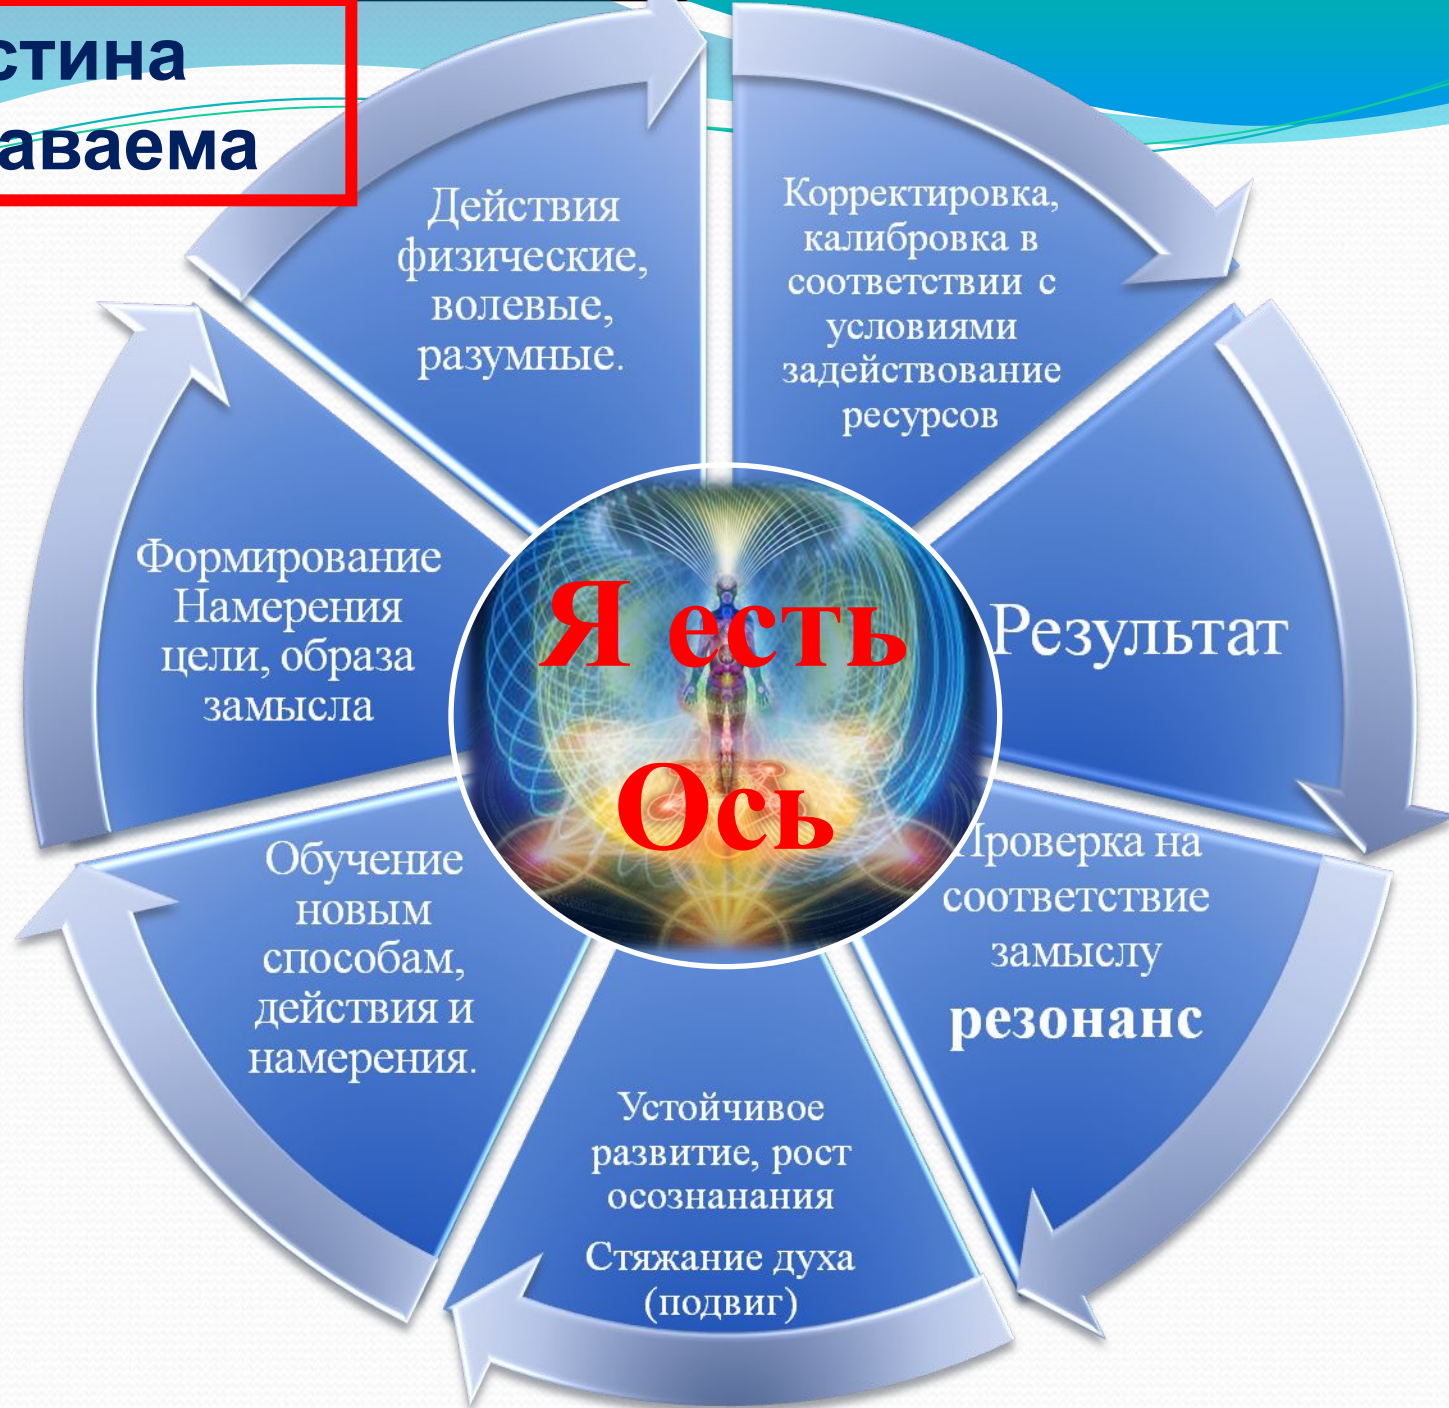 стина
аваема
Действия
физические,
волевые,
разумные.
Корректировка,
калибровка в
соответствии с
условиями
задействование
ресурсов
Результат
Проверка на
соответствие
замыслу
резонанс
Устойчивое
развитие, рост
осознанания
Стяжание духа
(подвиг)
Обучение
новым
способам,
действия и
намерения.
Формирование
Намерения
цели, образа
замысла
Я есть
Ось